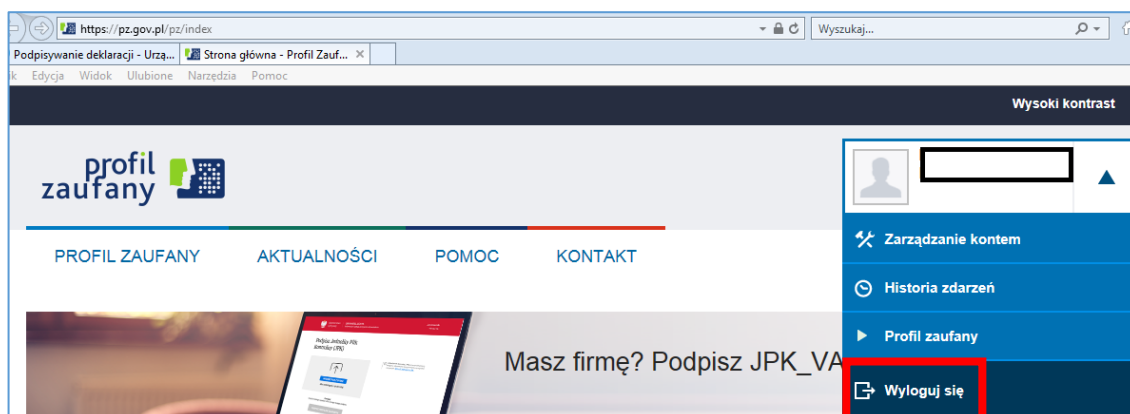 https://pz.gov.pl/pz/index
Wyszukaj...
Podpisywanie deklaracji - Urzą...
Strona główna - Profil Zauf...
Edycja Widok Ulubione Narzędzia Pomoc
Wysoki kontrast
profil
zaufany
Zarządzanie kontem
PROFIL ZAUFANY AKTUALNOŚCI POMOC KONTAKT
Historia zdarzeń
Profil zaufany
Masz firmę? Podpisz JPK_VA
Wyloguj się